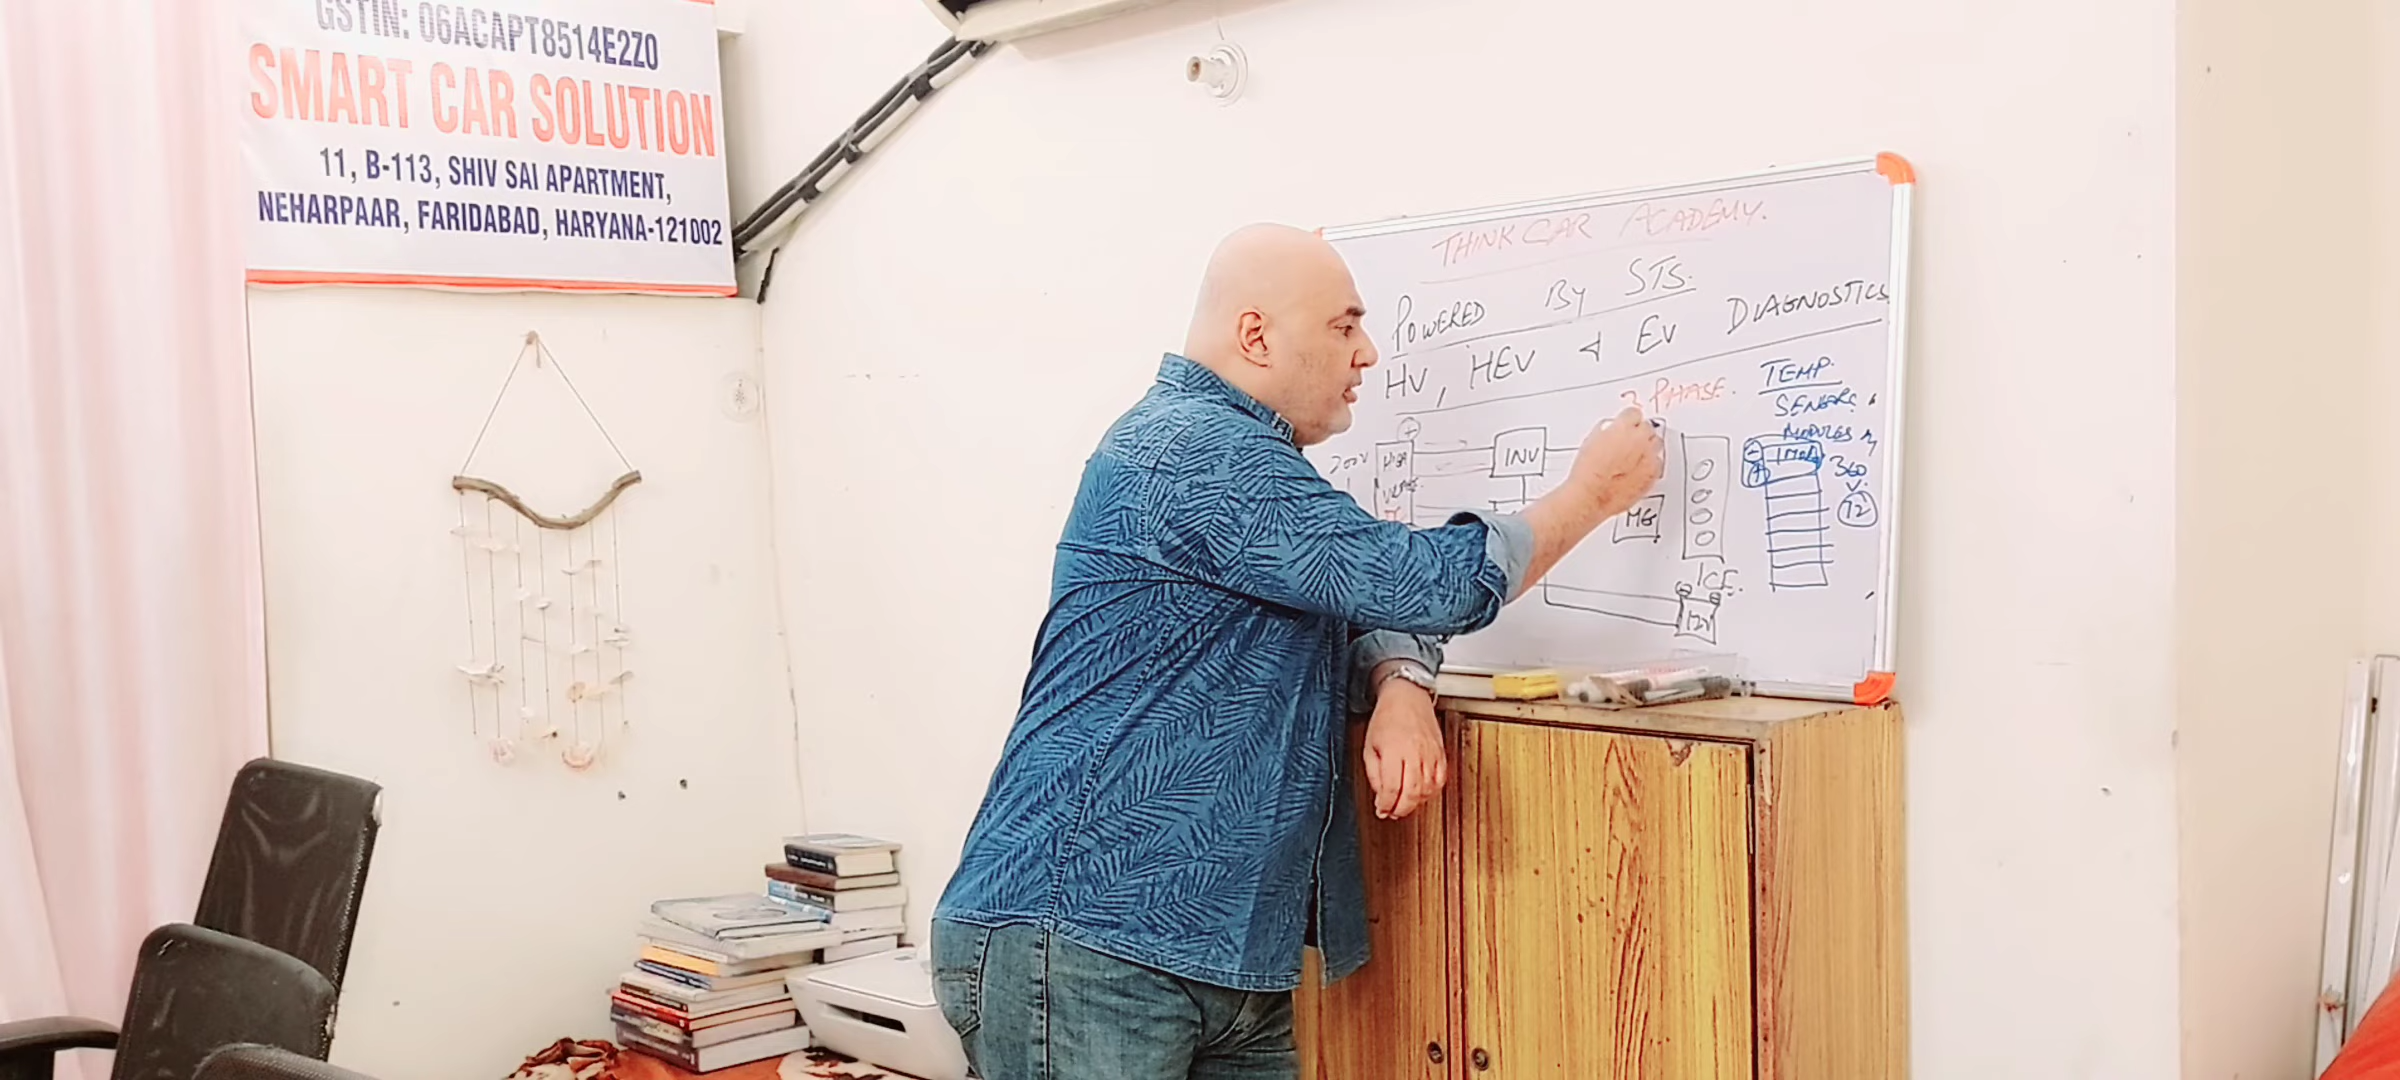 GSTIN: 06ACAPT8514E2Z0
SMART CAR SOLUTION
11, B-113, SHIV SAI APARTMENT,
NEHARPAAR, FARIDABAD, HARYANA-121002
THINK CAR ACADEMY.
POWERED By STS.
HV, HEV & EV DIAGNOSTICS
3 PHASE.
TEMP.
SENSORS
MODULES
200V
HIGH
INV
360
V.
72
MG
ICE.
12V